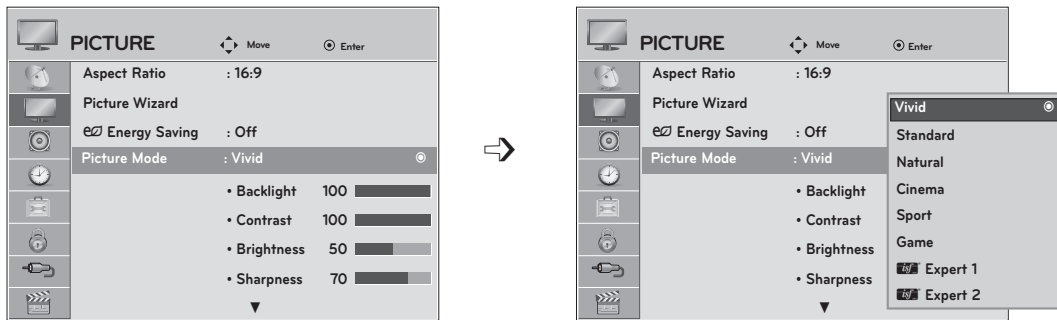 PICTURE Move Enter
Aspect Ratio : 16:9
Picture Wizard
Energy Saving : Off
Picture Mode : Vivid
• Backlight 100
• Contrast 100
• Brightness 50
• Sharpness 70
PICTURE Move Enter
Aspect Ratio : 16:9
Picture Wizard
Energy Saving : Off
Picture Mode : Vivid
• Backlight
• Contrast
• Brightness
• Sharpness
Vivid
Standard
Natural
Cinema
Sport
Game
isf Expert 1
isf Expert 2